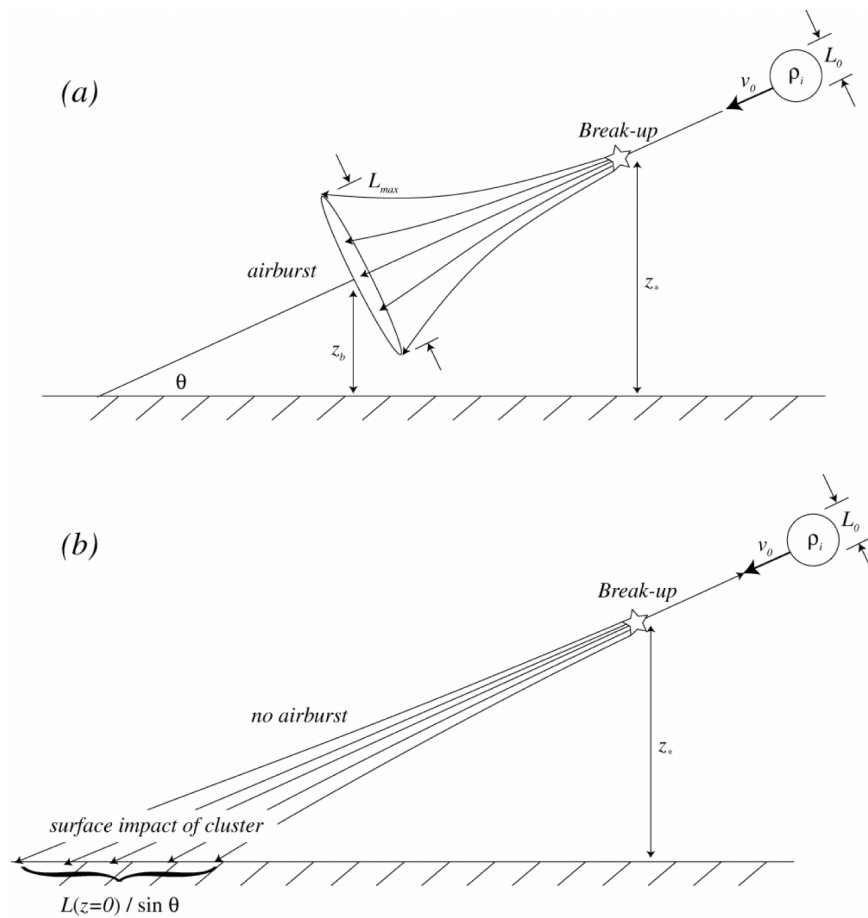 (a)
L₀
ρᵢ
v₀
Break-up
Lₘₐₓ
airburst
z*
z_b
θ
(b)
L₀
ρᵢ
v₀
Break-up
no airburst
z*
surface impact of cluster
L(z=0) / sin θ